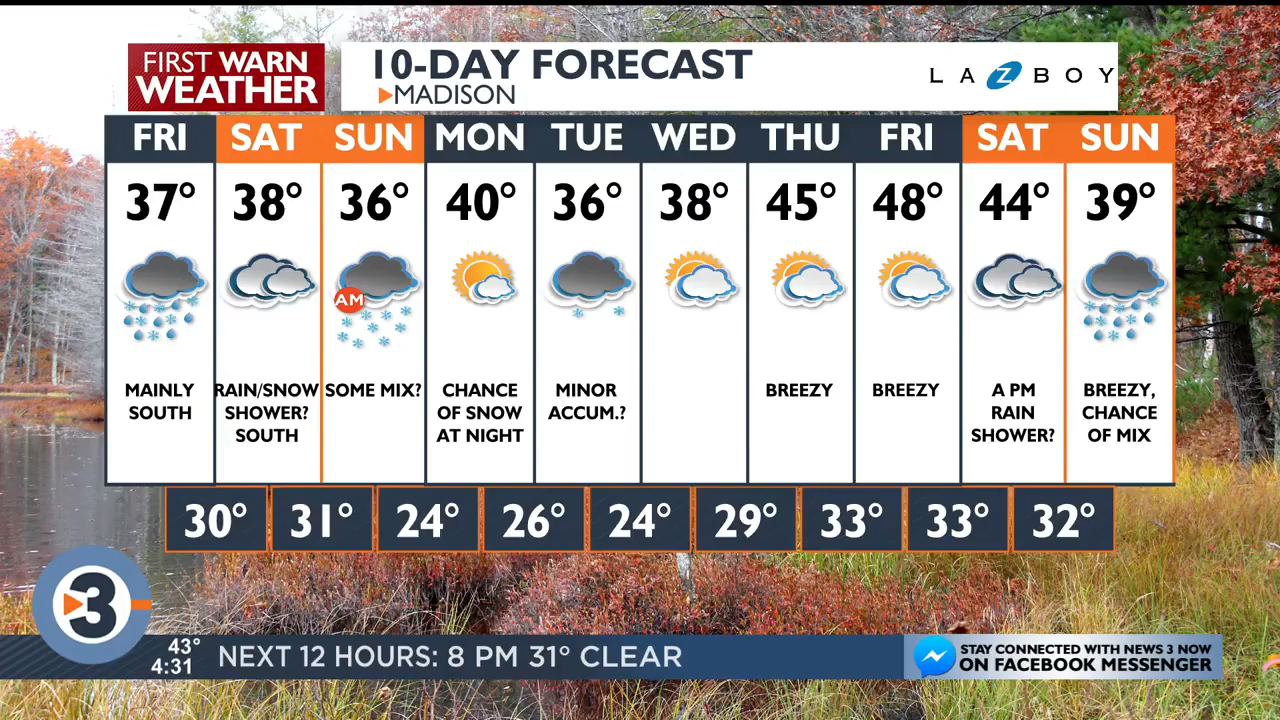 FIRST WARN
WEATHER
10-DAY FORECAST
MADISON
LA Z BOY
FRI SAT SUN MON TUE WED THU FRI SAT SUN
37° 38° 36° 40° 36° 38° 45° 48° 44° 39°
AM
MAINLY
SOUTH
RAIN/SNOW
SHOWER?
SOUTH
SOME MIX?
CHANCE
OF SNOW
AT NIGHT
MINOR
ACCUM.?
BREEZY
BREEZY
A PM
RAIN
SHOWER?
BREEZY,
CHANCE
OF MIX
30° 31° 24° 26° 24° 29° 33° 33° 32°
3
43°
4:31
NEXT 12 HOURS: 8 PM 31° CLEAR
STAY CONNECTED WITH NEWS 3 NOW
ON FACEBOOK MESSENGER